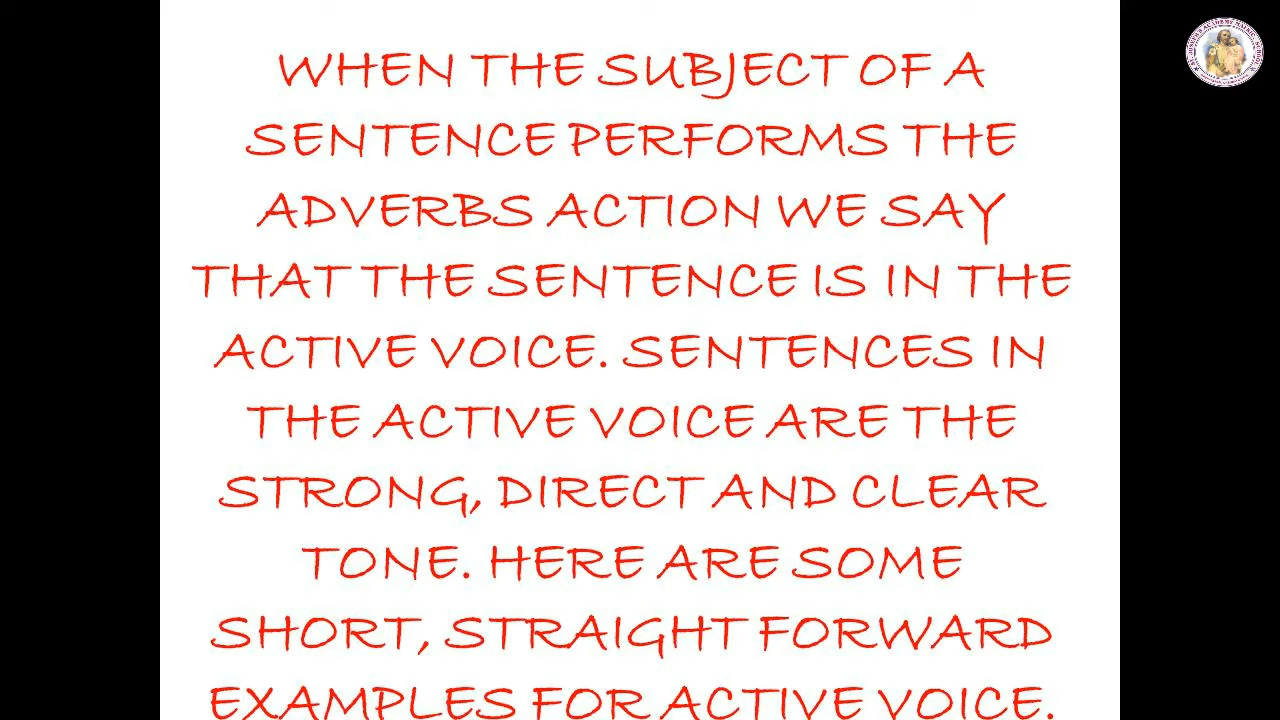 WHEN THE SUBJECT OF A
SENTENCE PERFORMS THE
ADVERBS ACTION WE SAY
THAT THE SENTENCE IS IN THE
ACTIVE VOICE. SENTENCES IN
THE ACTIVE VOICE ARE THE
STRONG, DIRECT AND CLEAR
TONE. HERE ARE SOME
SHORT, STRAIGHT FORWARD
EXAMPLES FOR ACTIVE VOICE.